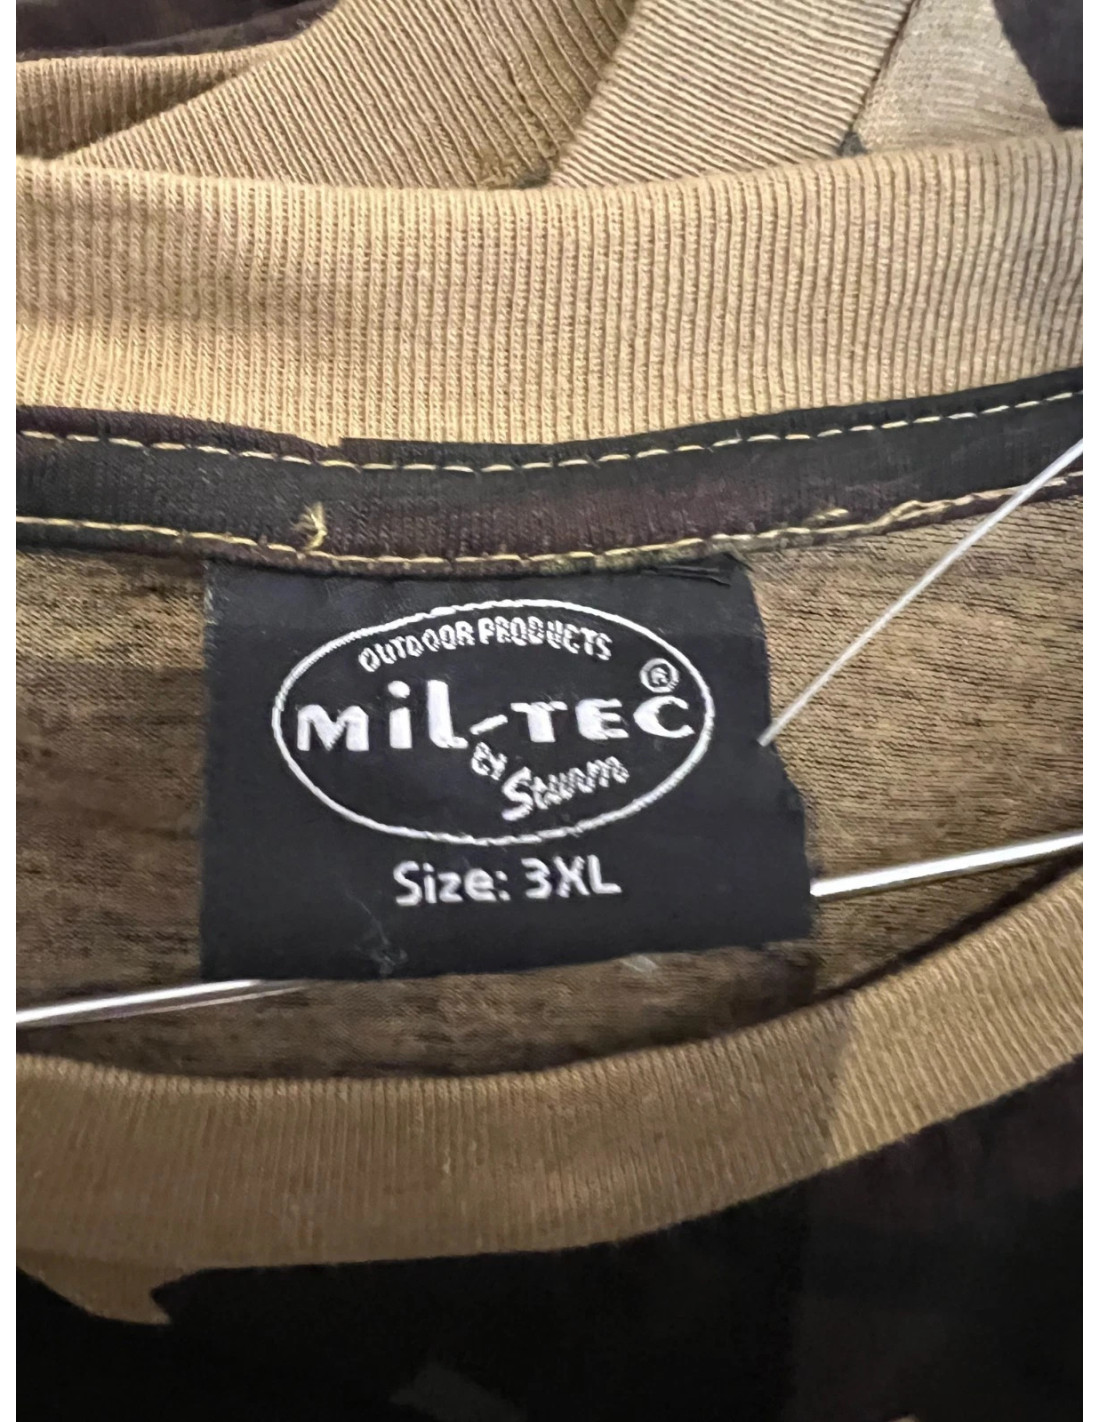 OUTDOOR PRODUCTS
MiL-TEC®
By Sturm
Size: 3XL